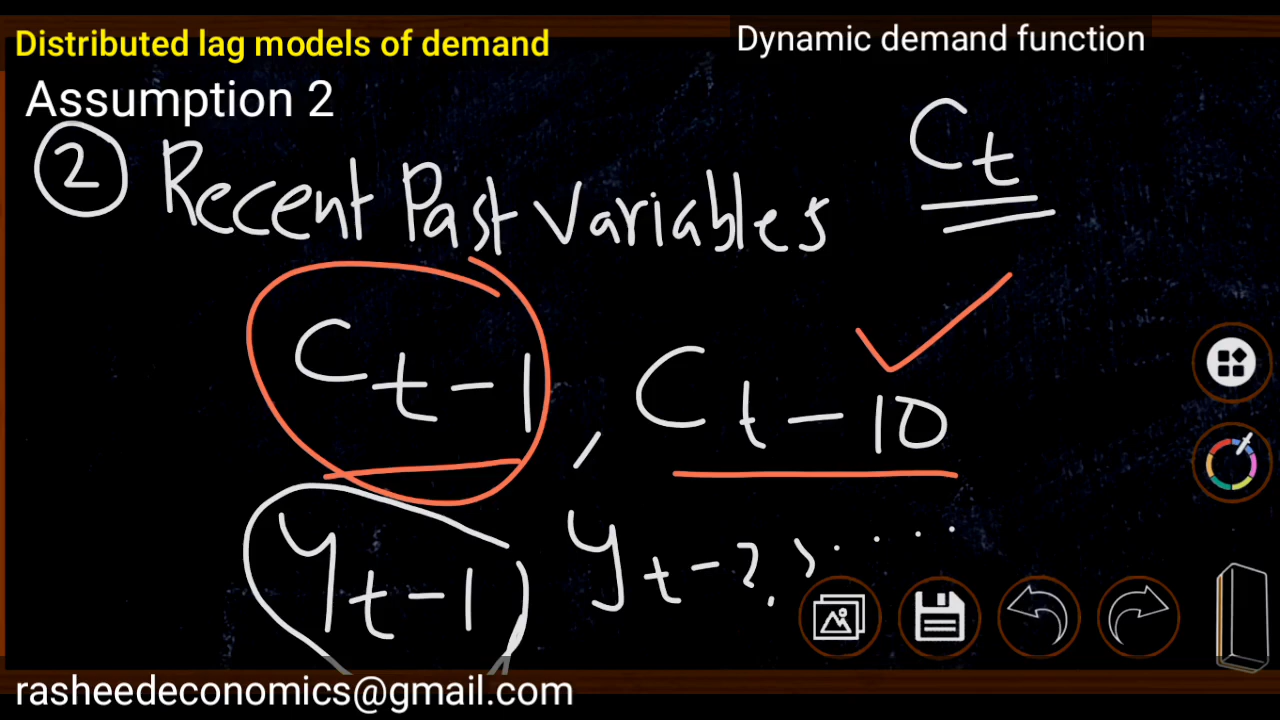 Distributed lag models of demand
Dynamic demand function
Assumption 2
Ct
② Recent Past Variables
Ct-1, Ct-10
yt-1, yt-2, ....
rasheedeconomics@gmail.com